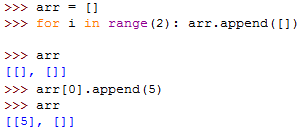 >>> arr = []
>>> for i in range(2): arr.append([])
>>> arr
[[], []]
>>> arr[0].append(5)
>>> arr
[[5], []]